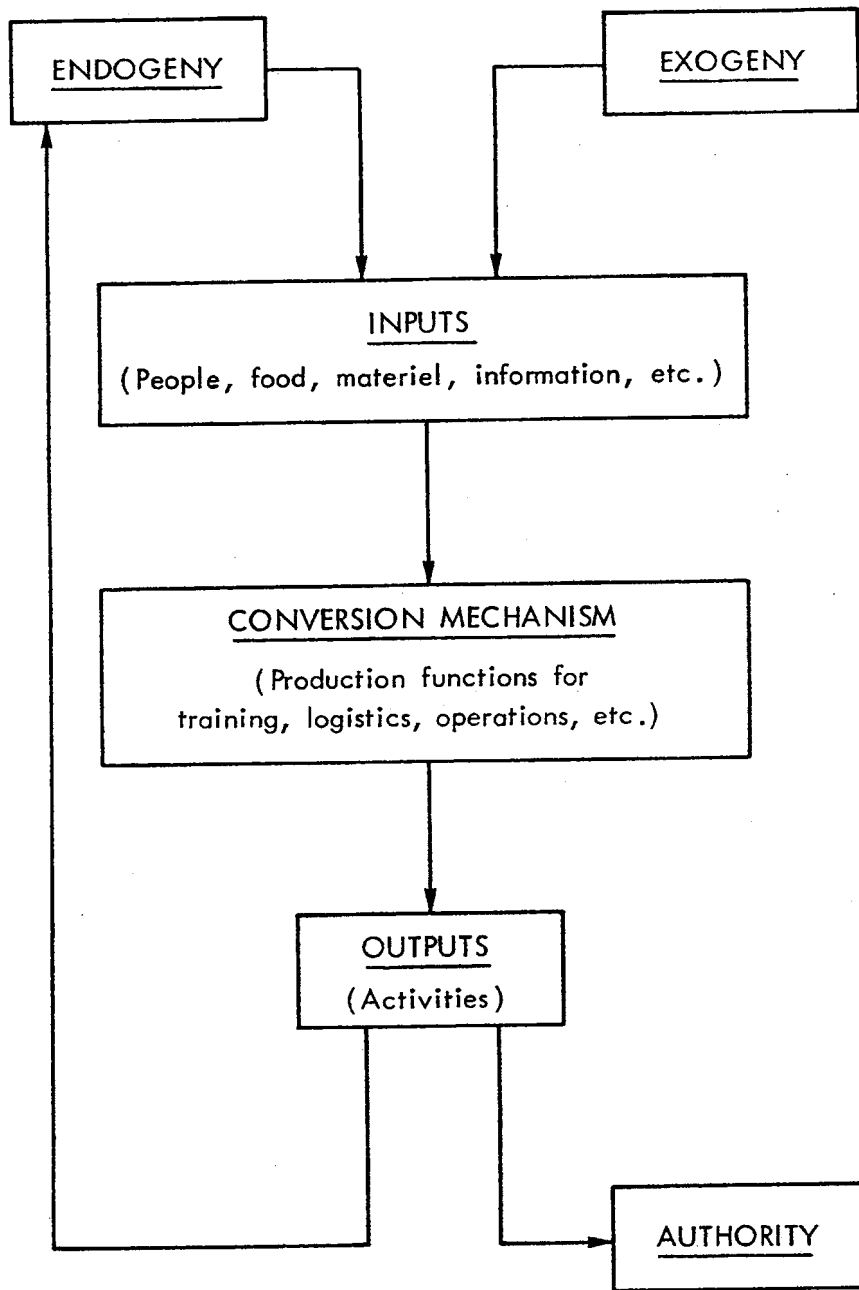 ENDOGENY
EXOGENY
INPUTS
(People, food, materiel, information, etc.)
CONVERSION MECHANISM
(Production functions for
training, logistics, operations, etc.)
OUTPUTS
(Activities)
AUTHORITY